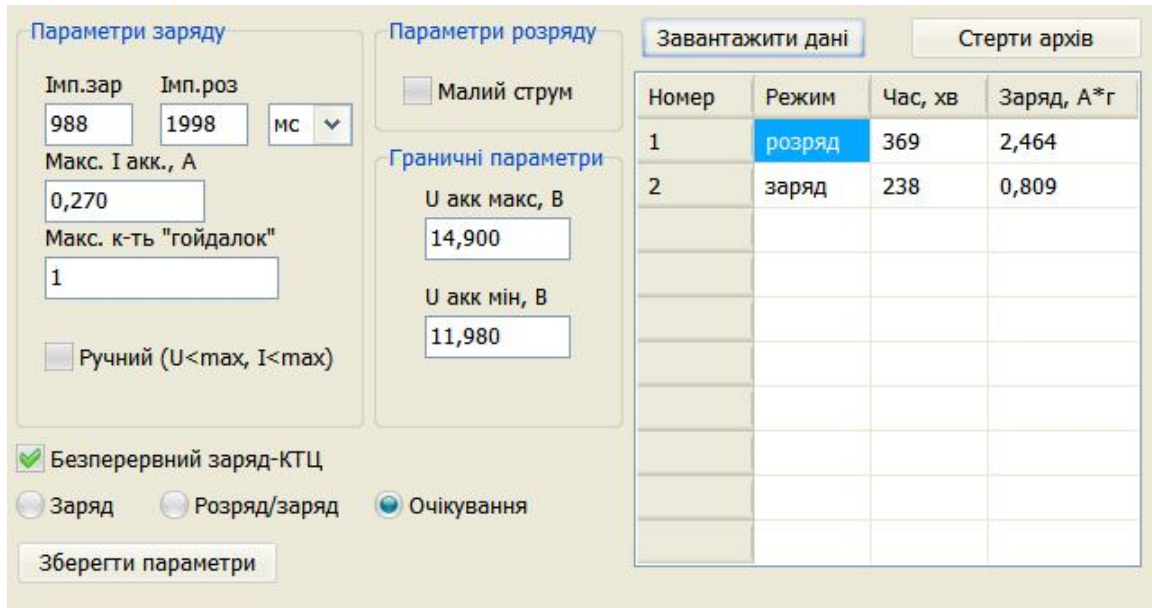 Параметри заряду
Імп.зар Імп.роз
988 1998 мс
Макс. I акк., А
0,270
Макс. к-ть "гойдалок"
1
Ручний (U<max, I<max)
Параметри розряду
Малий струм
Граничні параметри
U акк макс, В
14,900
U акк мін, В
11,980
Безперервний заряд-КТЦ
Заряд Розряд/заряд Очікування
Зберегти параметри
Завантажити дані Стерти архів
Номер Режим Час, хв Заряд, А*г
1 розряд 369 2,464
2 заряд 238 0,809